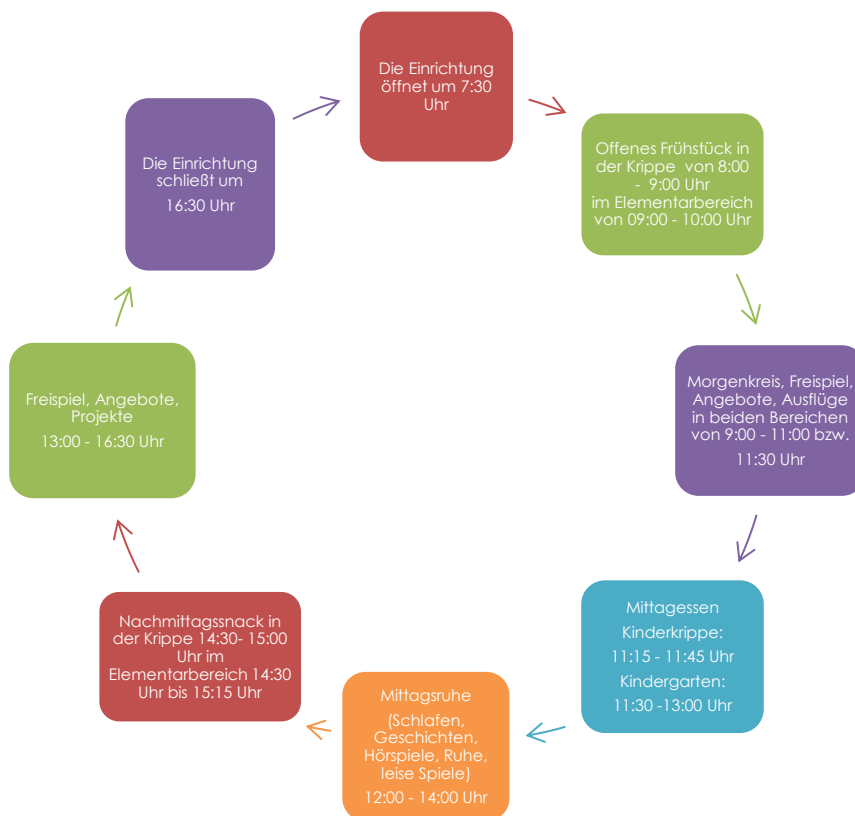 Die Einrichtung
öffnet um 7:30
Uhr
Offenes Frühstück in
der Krippe von 8:00
- 9:00 Uhr
im Elementarbereich
von 09:00 - 10:00 Uhr
Morgenkreis, Freispiel,
Angebote, Ausflüge
in beiden Bereichen
von 9:00 - 11:00 bzw.
11:30 Uhr
Mittagessen
Kinderkrippe:
11:15 - 11:45 Uhr
Kindergarten:
11:30 -13:00 Uhr
Mittagsruhe
(Schlafen,
Geschichten,
Hörspiele, Ruhe,
leise Spiele)
12:00 - 14:00 Uhr
Nachmittagssnack in
der Krippe 14:30- 15:00
Uhr im
Elementarbereich 14:30
Uhr bis 15:15 Uhr
Freispiel, Angebote,
Projekte
13:00 - 16:30 Uhr
Die Einrichtung
schließt um
16:30 Uhr